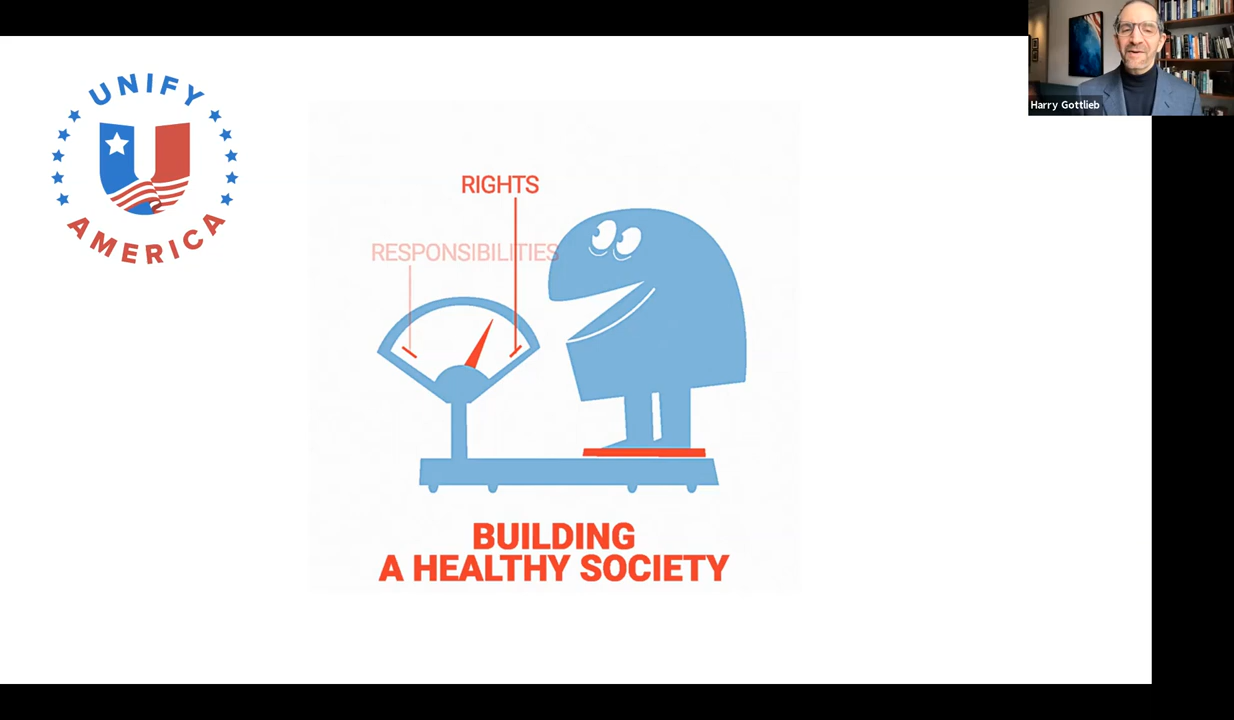 UNIFY
AMERICA
Harry Gottlieb
RIGHTS
RESPONSIBILITIES
BUILDING
A HEALTHY SOCIETY